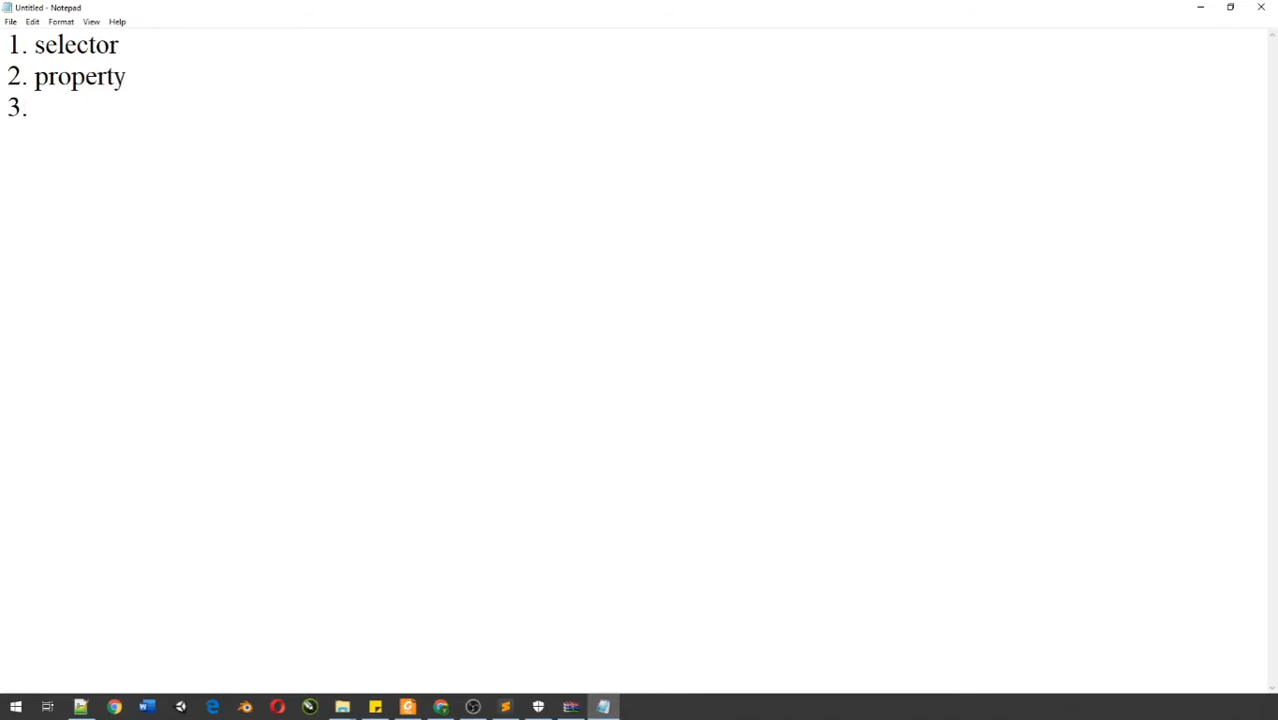 Untitled - Notepad
File Edit Format View Help
1. selector
2. property
3.